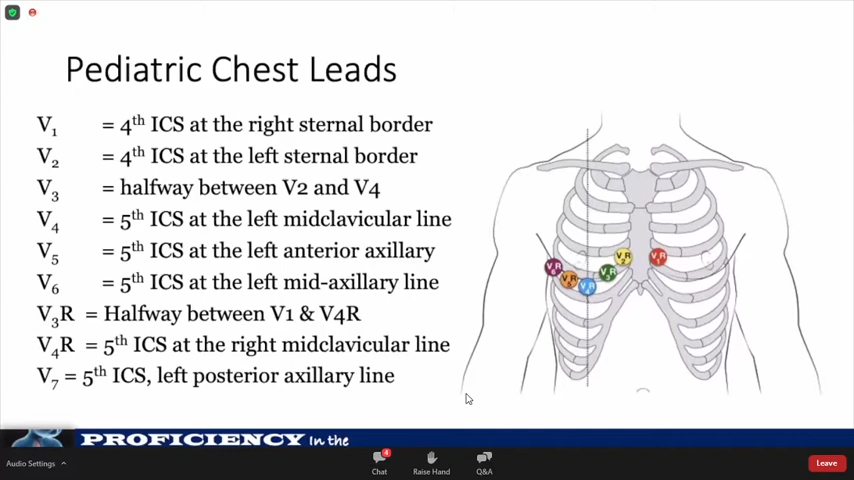 Pediatric Chest Leads
V₁ = 4th ICS at the right sternal border
V₂ = 4th ICS at the left sternal border
V₃ = halfway between V2 and V4
V₄ = 5th ICS at the left midclavicular line
V₅ = 5th ICS at the left anterior axillary
V₆ = 5th ICS at the left mid-axillary line
V₃R = Halfway between V1 & V4R
V₄R = 5th ICS at the right midclavicular line
V₇ = 5th ICS, left posterior axillary line
PROFICIENCY In the
Audio Settings
4
Chat
Raise Hand
Q&A
Leave